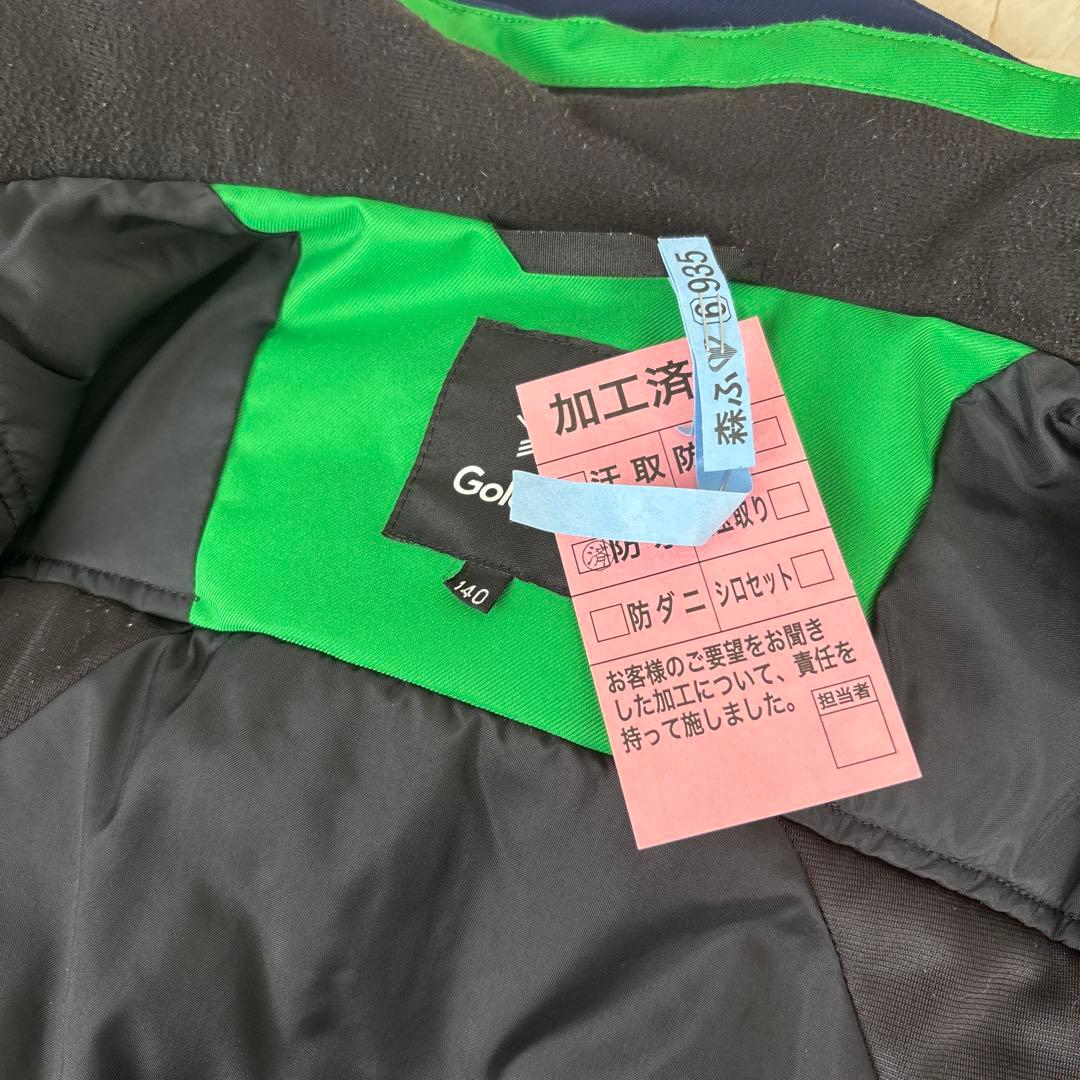 森ふ 6 935
Gol
140
加工済
汗取
済 防
取り
防ダニ
シロセット
お客様のご要望をお聞き
した加工について、責任を
持って施しました。
担当者